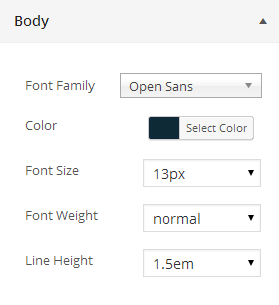 Body
Font Family Open Sans
Color Select Color
Font Size 13px
Font Weight normal
Line Height 1.5em